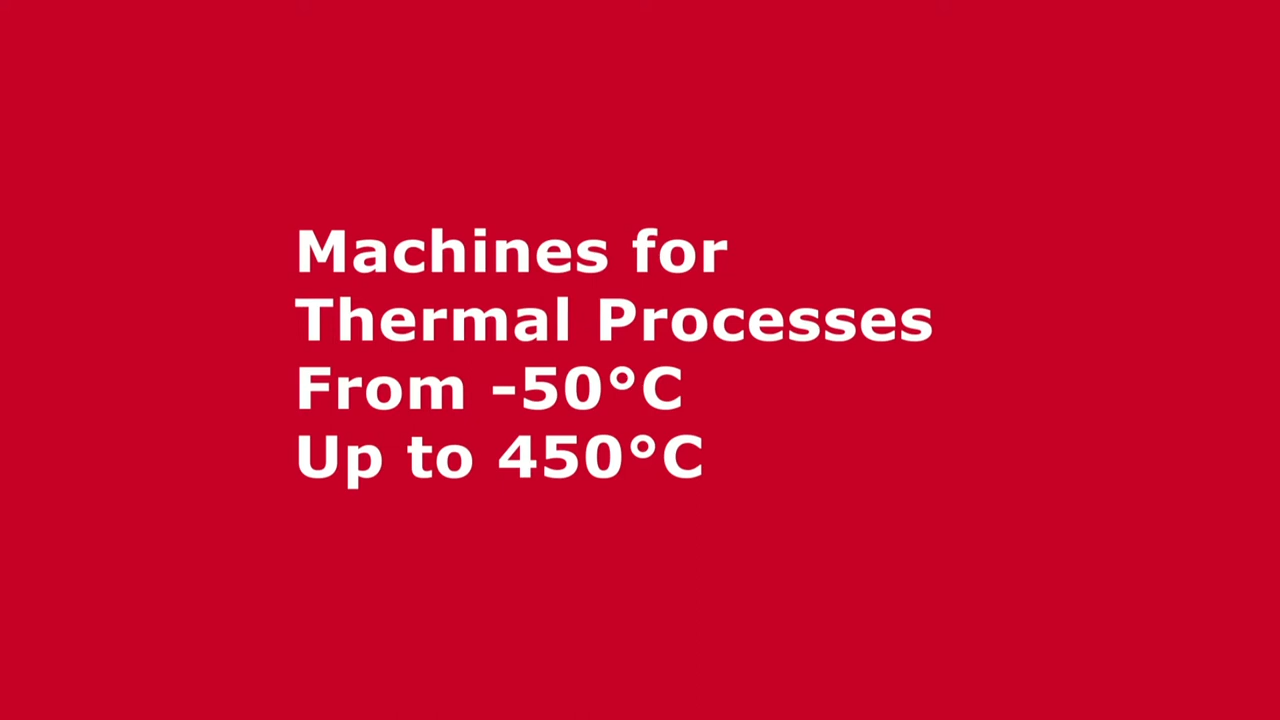 Machines for
Thermal Processes
From -50°C
Up to 450°C